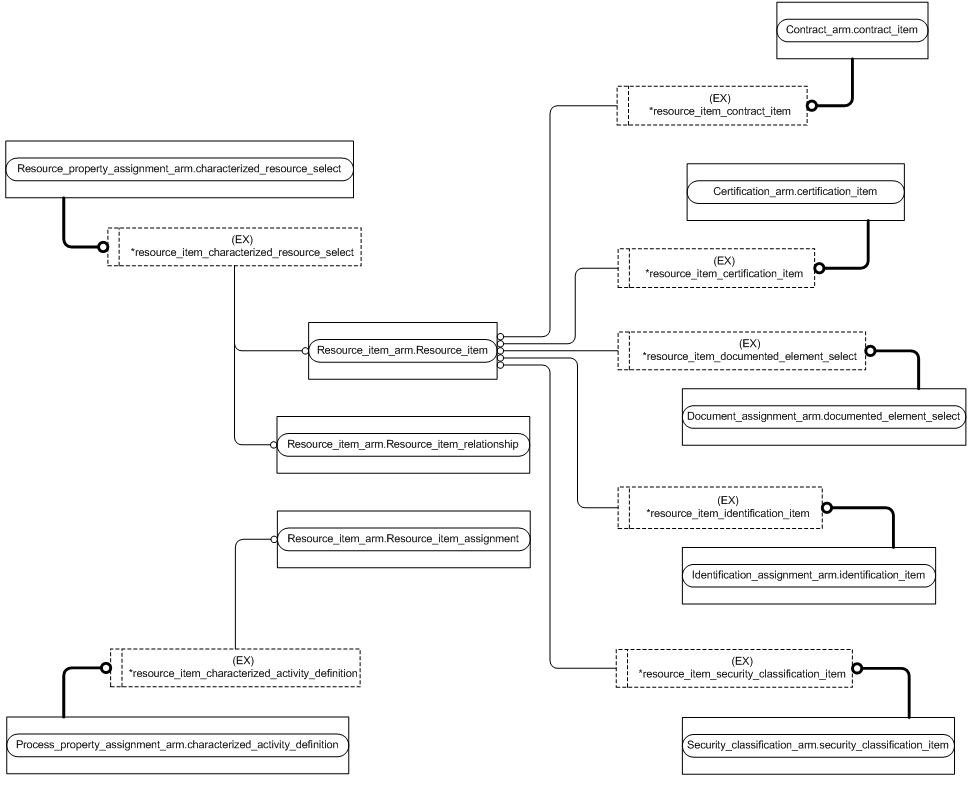 Contract_arm.contract_item
(EX)
*resource_item_contract_item
Resource_property_assignment_arm.characterized_resource_select
Certification_arm.certification_item
(EX)
*resource_item_characterized_resource_select
(EX)
*resource_item_certification_item
Resource_item_arm.Resource_item
(EX)
*resource_item_documented_element_select
Document_assignment_arm.documented_element_select
Resource_item_arm.Resource_item_relationship
(EX)
*resource_item_identification_item
Resource_item_arm.Resource_item_assignment
Identification_assignment_arm.identification_item
(EX)
*resource_item_characterized_activity_definition
(EX)
*resource_item_security_classification_item
Process_property_assignment_arm.characterized_activity_definition
Security_classification_arm.security_classification_item